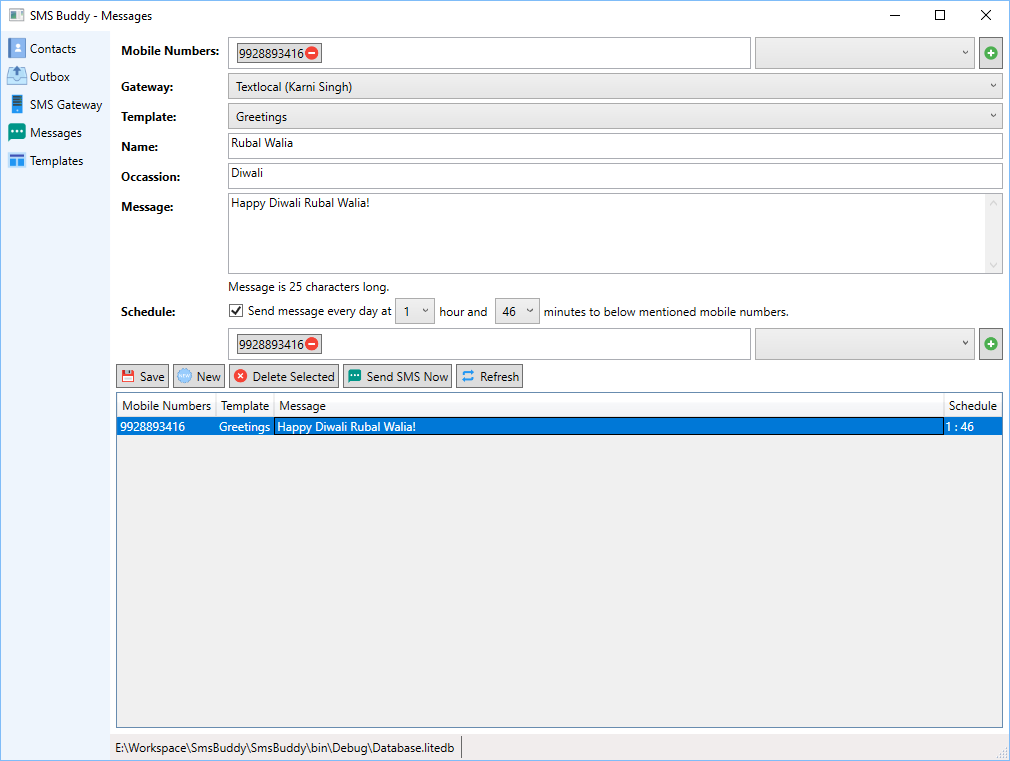 SMS Buddy - Messages
Contacts
Outbox
SMS Gateway
Messages
Templates
Mobile Numbers: 9928893416
Gateway: Textlocal (Karni Singh)
Template: Greetings
Name: Rubal Walia
Occassion: Diwali
Message: Happy Diwali Rubal Walia!
Message is 25 characters long.
Schedule: Send message every day at 1 hour and 46 minutes to below mentioned mobile numbers.
9928893416
Save NEW New Delete Selected Send SMS Now Refresh
Mobile Numbers Template Message Schedule
9928893416 Greetings Happy Diwali Rubal Walia! 1 : 46
E:\Workspace\SmsBuddy\SmsBuddy\bin\Debug\Database.litedb